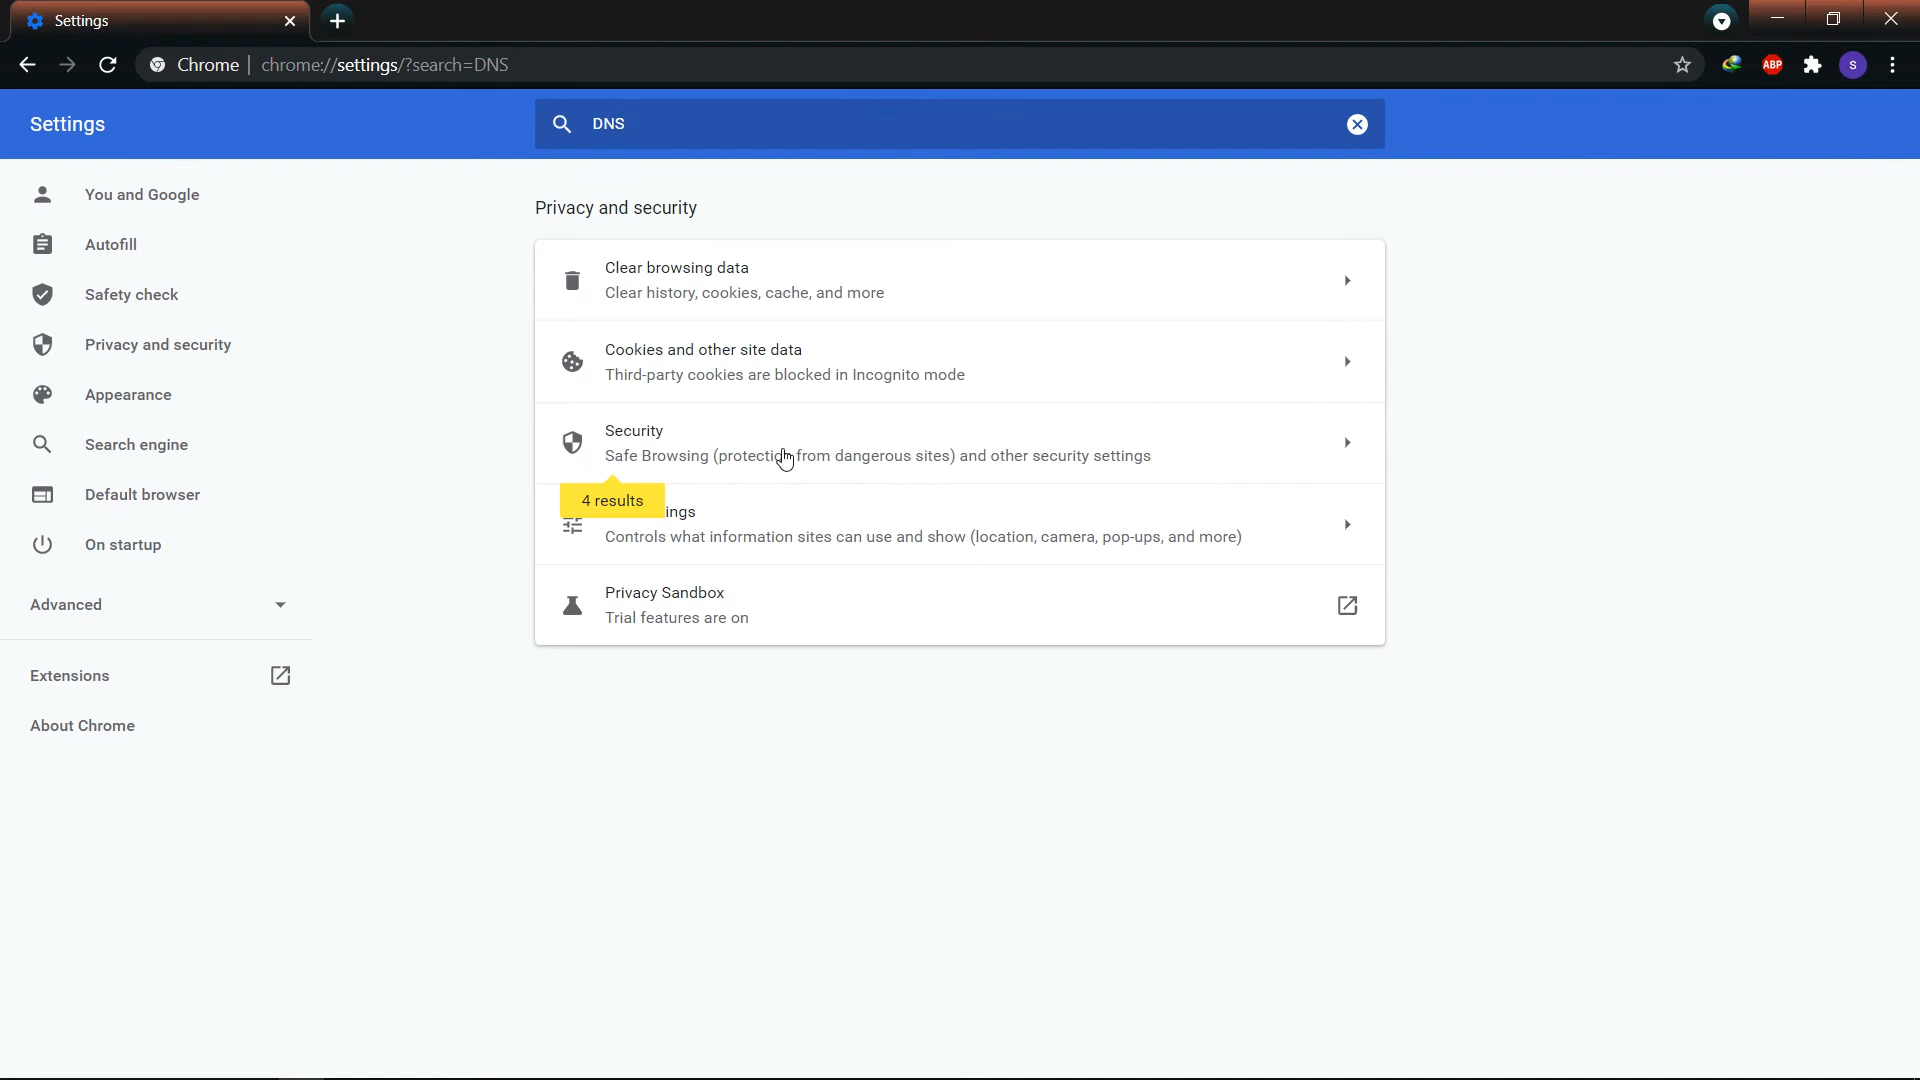 Settings
Chrome | chrome://settings/?search=DNS
ABP
S
Settings
DNS
You and Google
Autofill
Safety check
Privacy and security
Appearance
Search engine
Default browser
On startup
Advanced
Extensions
About Chrome
Privacy and security
Clear browsing data
Clear history, cookies, cache, and more
Cookies and other site data
Third-party cookies are blocked in Incognito mode
Security
Safe Browsing (protection from dangerous sites) and other security settings
4 results
ings
Controls what information sites can use and show (location, camera, pop-ups, and more)
Privacy Sandbox
Trial features are on